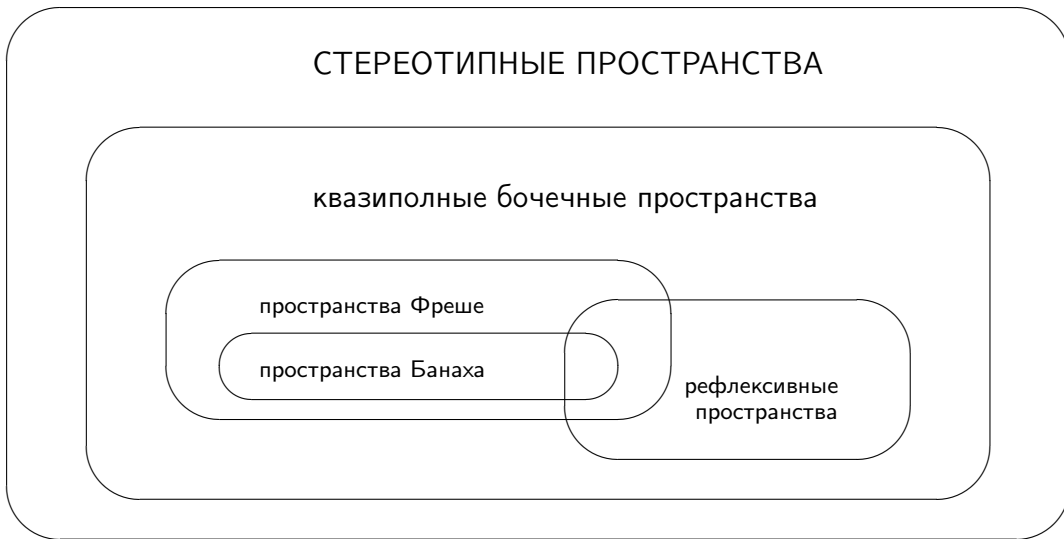 СТЕРЕОТИПНЫЕ ПРОСТРАНСТВА
квазиполные бочечные пространства
пространства Фреше
пространства Банаха
рефлексивные
пространства